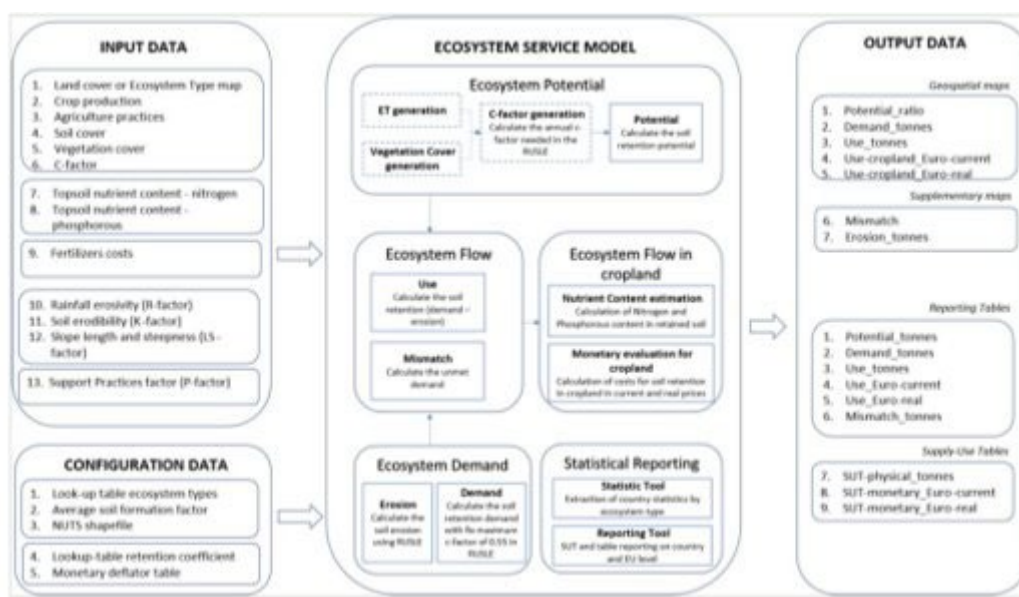 INPUT DATA
1. Land cover or Ecosystem Type map
2. Crop production
3. Agriculture practices
4. Soil cover
5. Vegetation cover
6. C-factor
7. Topsoil nutrient content - nitrogen
8. Topsoil nutrient content -
phosphorous
9. Fertilizers costs
10. Rainfall erosivity (R-factor)
11. Soil erodibility (K-factor)
12. Slope length and steepness (LS-
factor)
13. Support Practices factor (P-factor)
CONFIGURATION DATA
1. Look-up table ecosystem types
2. Average soil formation factor
3. NUTS shapefile
4. Lookup-table retention coefficient
5. Monetary deflator table
ECOSYSTEM SERVICE MODEL
Ecosystem Potential
ET generation
Vegetation Cover
generation
C-factor generation
Calculate the annual c-
factor needed in the
RUSLE
Potential
Calculate the soil
retention potential
Ecosystem Flow
Use
Calculate the soil
retention (demand –
erosion)
Mismatch
Calculate the unmet
demand
Ecosystem Flow in
cropland
Nutrient Content estimation
Calculation of Nitrogen and
Phosphorous content in retained soil
Monetary evaluation for
cropland
Calculation of costs for soil retention
in cropland in current and real prices
Ecosystem Demand
Erosion
Calculate the
soil erosion
using RUSLE
Demand
Calculate the soil
retention demand
with fix maximum
c-factor of 0.55 in
RUSLE
Statistical Reporting
Statistic Tool
Extraction of country statistics by
ecosystem type
Reporting Tool
SUT and table reporting on country
and EU level
OUTPUT DATA
Geospatial maps
1. Potential_ratio
2. Demand_tonnes
3. Use_tonnes
4. Use-cropland_Euro-current
5. Use-cropland_Euro-real
Supplementary maps
6. Mismatch
7. Erosion_tonnes
Reporting Tables
1. Potential_tonnes
2. Demand_tonnes
3. Use_tonnes
4. Use_Euro-current
5. Use_Euro-real
6. Mismatch_tonnes
Supply-Use Tables
7. SUT-physical_tonnes
8. SUT-monetary_Euro-current
9. SUT-monetary_Euro-real